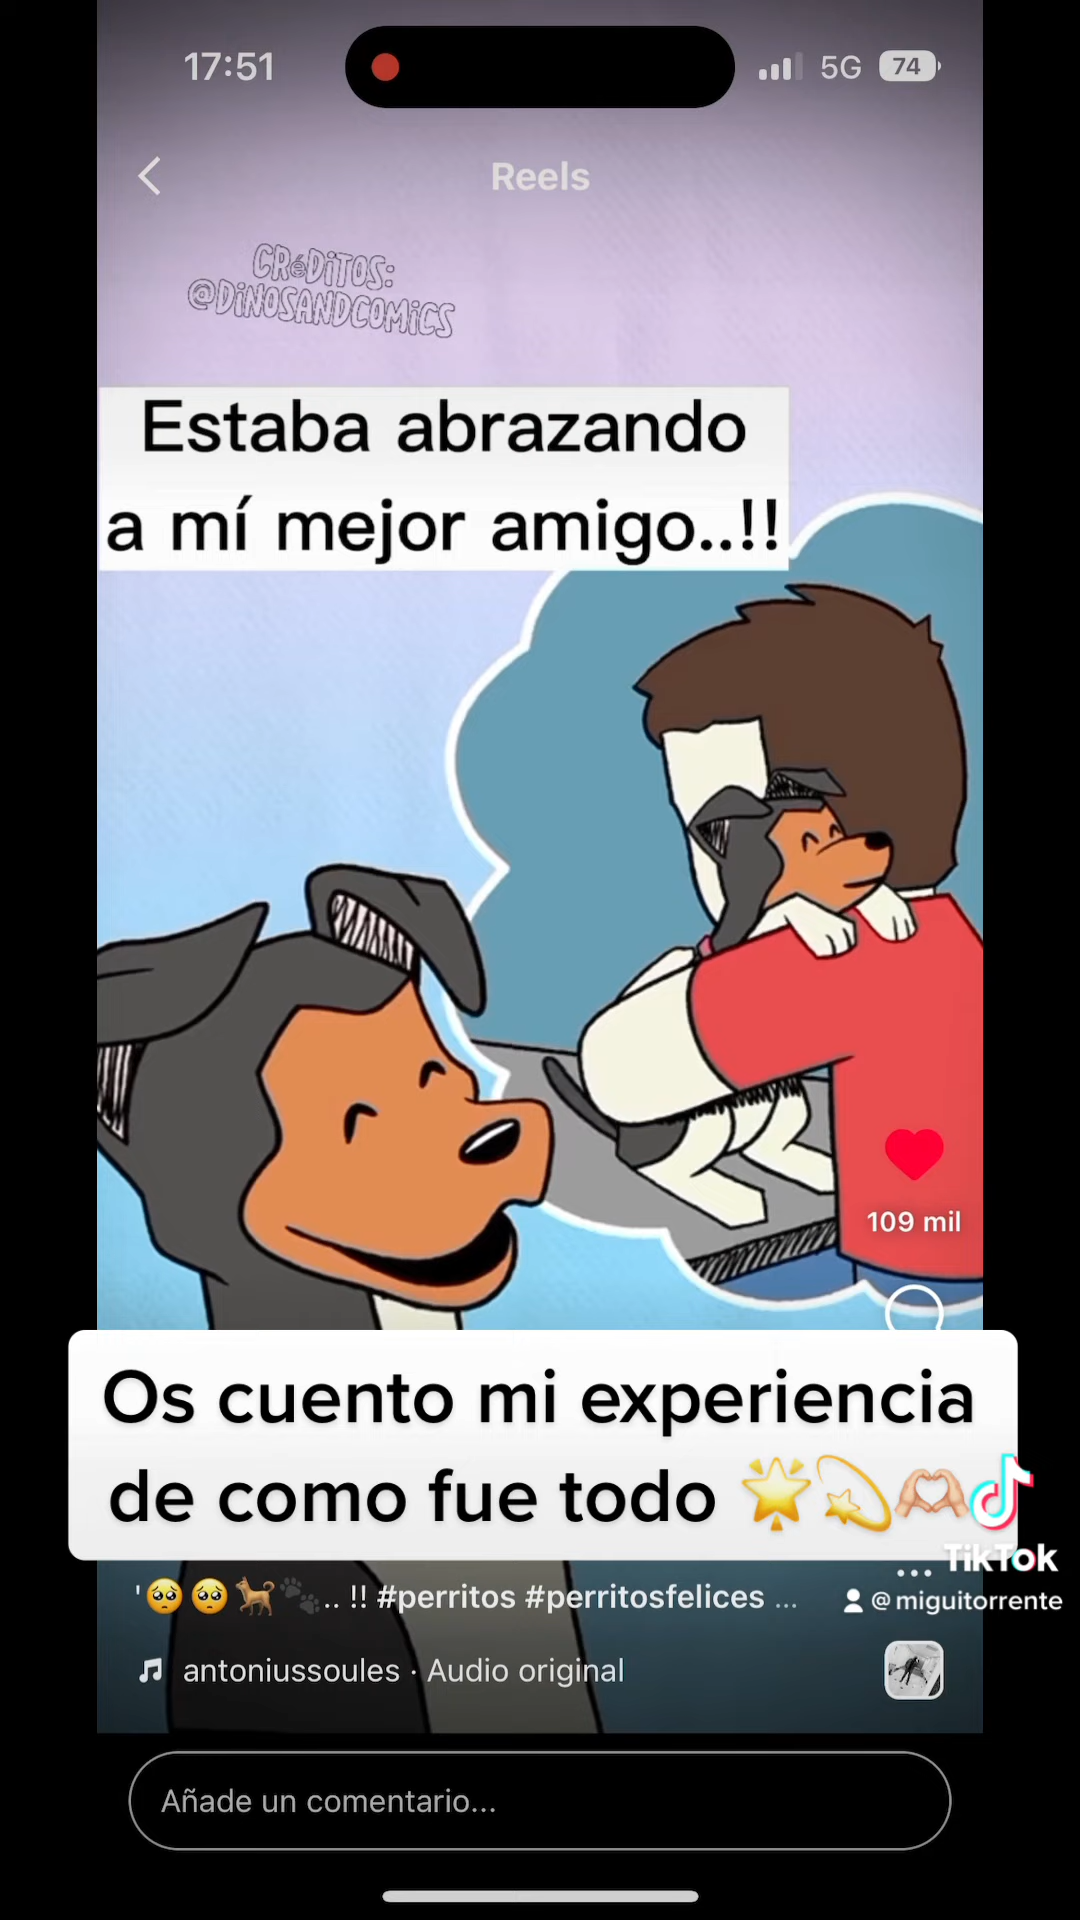 17:51
5G
74
Reels
CRéDiTOS:
@DiNOSANDCOMiCS
Estaba abrazando
a mí mejor amigo..!!
109 mil
Os cuento mi experiencia
de como fue todo 🌟💫🫶🏻
TikTok
@miguitorrente
'🥺🥺🐕🐾.. !! #perritos #perritosfelices ...
antoniussoules · Audio original
Añade un comentario...